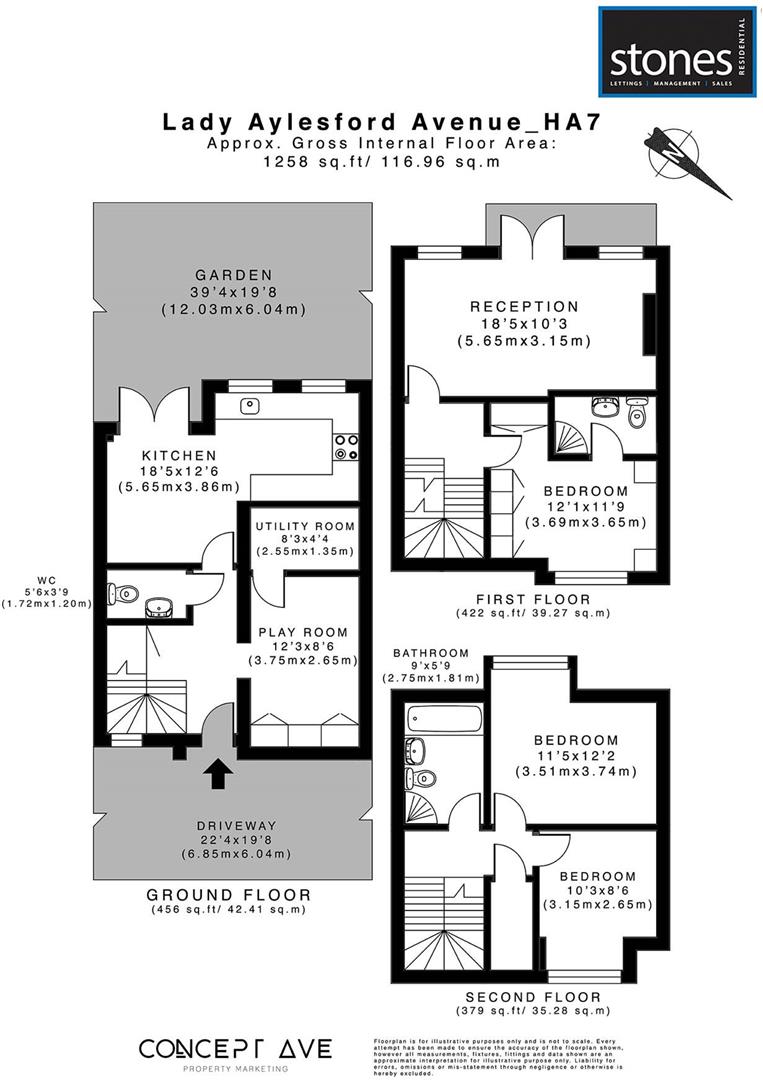 stones
RESIDENTIAL
LETTINGS | MANAGEMENT | SALES
Lady Aylesford Avenue_HA7
Approx. Gross Internal Floor Area:
1258 sq.ft/ 116.96 sq.m
N
GARDEN
39'4x19'8
(12.03mx6.04m)
KITCHEN
18'5x12'6
(5.65mx3.86m)
UTILITY ROOM
8'3x4'4
(2.55mx1.35m)
WC
5'6x3'9
(1.72mx1.20m)
PLAY ROOM
12'3x8'6
(3.75mx2.65m)
DRIVEWAY
22'4x19'8
(6.85mx6.04m)
GROUND FLOOR
(456 sq.ft/ 42.41 sq.m)
RECEPTION
18'5x10'3
(5.65mx3.15m)
BEDROOM
12'1x11'9
(3.69mx3.65m)
FIRST FLOOR
(422 sq.ft/ 39.27 sq.m)
BATHROOM
9'x5'9
(2.75mx1.81m)
BEDROOM
11'5x12'2
(3.51mx3.74m)
BEDROOM
10'3x8'6
(3.15mx2.65m)
SECOND FLOOR
(379 sq.ft/ 35.28 sq.m)
CONCEPT AVE
PROPERTY MARKETING
Floorplan is for illustrative purposes only and is not to scale. Every
attempt has been made to ensure the accuracy of the floorplan shown,
however all measurements, fixtures, fittings and data shown are an
approximate interpretation for illustrative purpose only. Liability for
errors, omissions or mis-statement through negligence or otherwise is
hereby excluded.